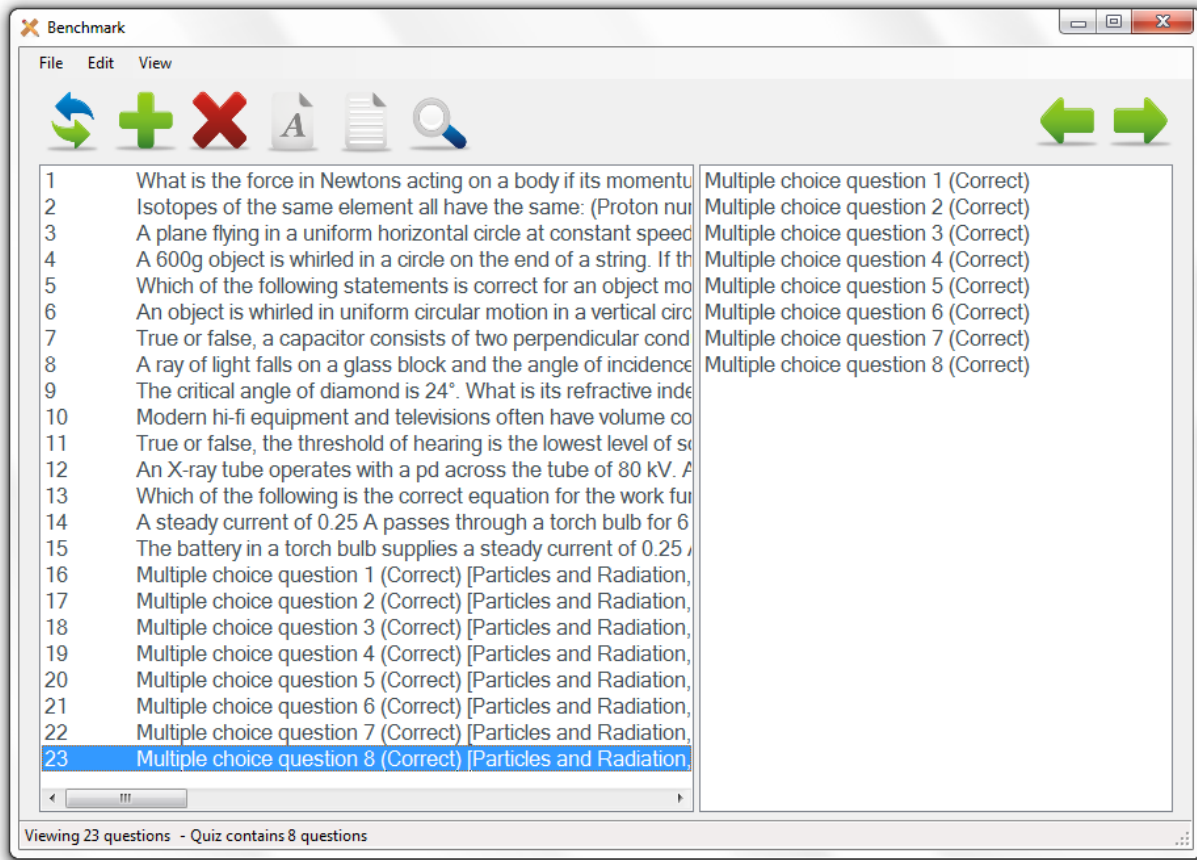 Benchmark
File Edit View
A
1 What is the force in Newtons acting on a body if its momentu
2 Isotopes of the same element all have the same: (Proton nur
3 A plane flying in a uniform horizontal circle at constant speed
4 A 600g object is whirled in a circle on the end of a string. If th
5 Which of the following statements is correct for an object mo
6 An object is whirled in uniform circular motion in a vertical circ
7 True or false, a capacitor consists of two perpendicular cond
8 A ray of light falls on a glass block and the angle of incidence
9 The critical angle of diamond is 24°. What is its refractive inde
10 Modern hi-fi equipment and televisions often have volume co
11 True or false, the threshold of hearing is the lowest level of so
12 An X-ray tube operates with a pd across the tube of 80 kV. A
13 Which of the following is the correct equation for the work fur
14 A steady current of 0.25 A passes through a torch bulb for 6
15 The battery in a torch bulb supplies a steady current of 0.25
16 Multiple choice question 1 (Correct) [Particles and Radiation,
17 Multiple choice question 2 (Correct) [Particles and Radiation,
18 Multiple choice question 3 (Correct) [Particles and Radiation,
19 Multiple choice question 4 (Correct) [Particles and Radiation,
20 Multiple choice question 5 (Correct) [Particles and Radiation,
21 Multiple choice question 6 (Correct) [Particles and Radiation,
22 Multiple choice question 7 (Correct) [Particles and Radiation,
23 Multiple choice question 8 (Correct) [Particles and Radiation,
Multiple choice question 1 (Correct)
Multiple choice question 2 (Correct)
Multiple choice question 3 (Correct)
Multiple choice question 4 (Correct)
Multiple choice question 5 (Correct)
Multiple choice question 6 (Correct)
Multiple choice question 7 (Correct)
Multiple choice question 8 (Correct)
Viewing 23 questions - Quiz contains 8 questions